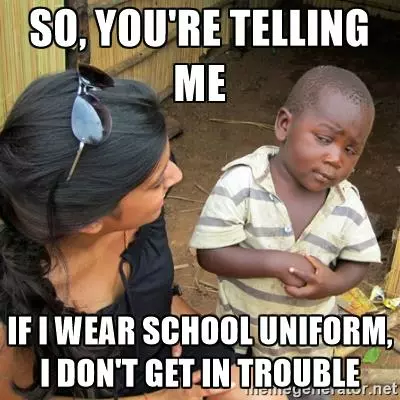 SO, YOU'RE TELLING
ME
IF I WEAR SCHOOL UNIFORM,
I DON'T GET IN TROUBLE
memegenerator.net